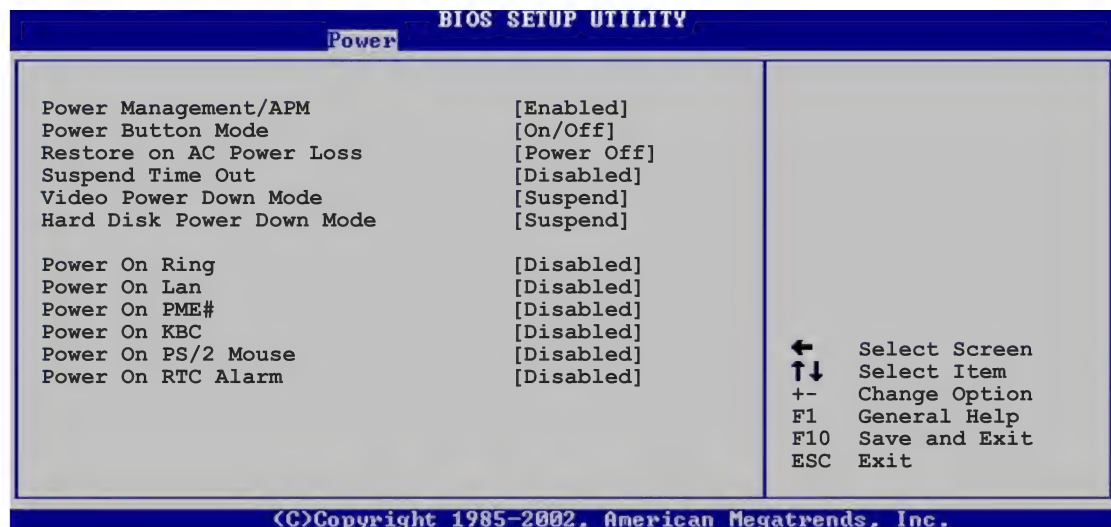 BIOS SETUP UTILITY
Power
Power Management/APM [Enabled]
Power Button Mode [On/Off]
Restore on AC Power Loss [Power Off]
Suspend Time Out [Disabled]
Video Power Down Mode [Suspend]
Hard Disk Power Down Mode [Suspend]
Power On Ring [Disabled]
Power On Lan [Disabled]
Power On PME# [Disabled]
Power On KBC [Disabled]
Power On PS/2 Mouse [Disabled]
Power On RTC Alarm [Disabled]
← Select Screen
↑↓ Select Item
+- Change Option
F1 General Help
F10 Save and Exit
ESC Exit
(C)Copyright 1985-2002, American Megatrends, Inc.